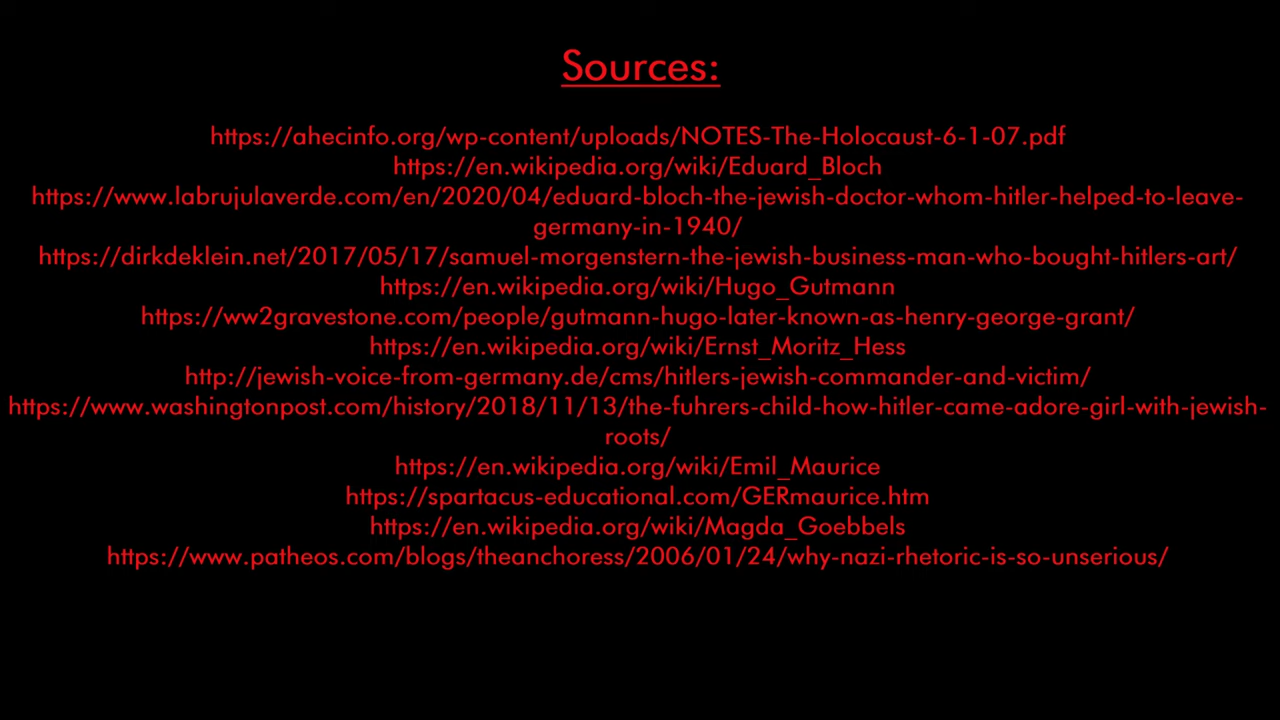 Sources:
https://ahecinfo.org/wp-content/uploads/NOTES-The-Holocaust-6-1-07.pdf
https://en.wikipedia.org/wiki/Eduard_Bloch
https://www.labrujulaverde.com/en/2020/04/eduard-bloch-the-jewish-doctor-whom-hitler-helped-to-leave-
germany-in-1940/
https://dirkdeklein.net/2017/05/17/samuel-morgenstern-the-jewish-business-man-who-bought-hitlers-art/
https://en.wikipedia.org/wiki/Hugo_Gutmann
https://ww2gravestone.com/people/gutmann-hugo-later-known-as-henry-george-grant/
https://en.wikipedia.org/wiki/Ernst_Moritz_Hess
http://jewish-voice-from-germany.de/cms/hitlers-jewish-commander-and-victim/
https://www.washingtonpost.com/history/2018/11/13/the-fuhrers-child-how-hitler-came-adore-girl-with-jewish-
roots/
https://en.wikipedia.org/wiki/Emil_Maurice
https://spartacus-educational.com/GERmaurice.htm
https://en.wikipedia.org/wiki/Magda_Goebbels
https://www.patheos.com/blogs/theanchoress/2006/01/24/why-nazi-rhetoric-is-so-unserious/